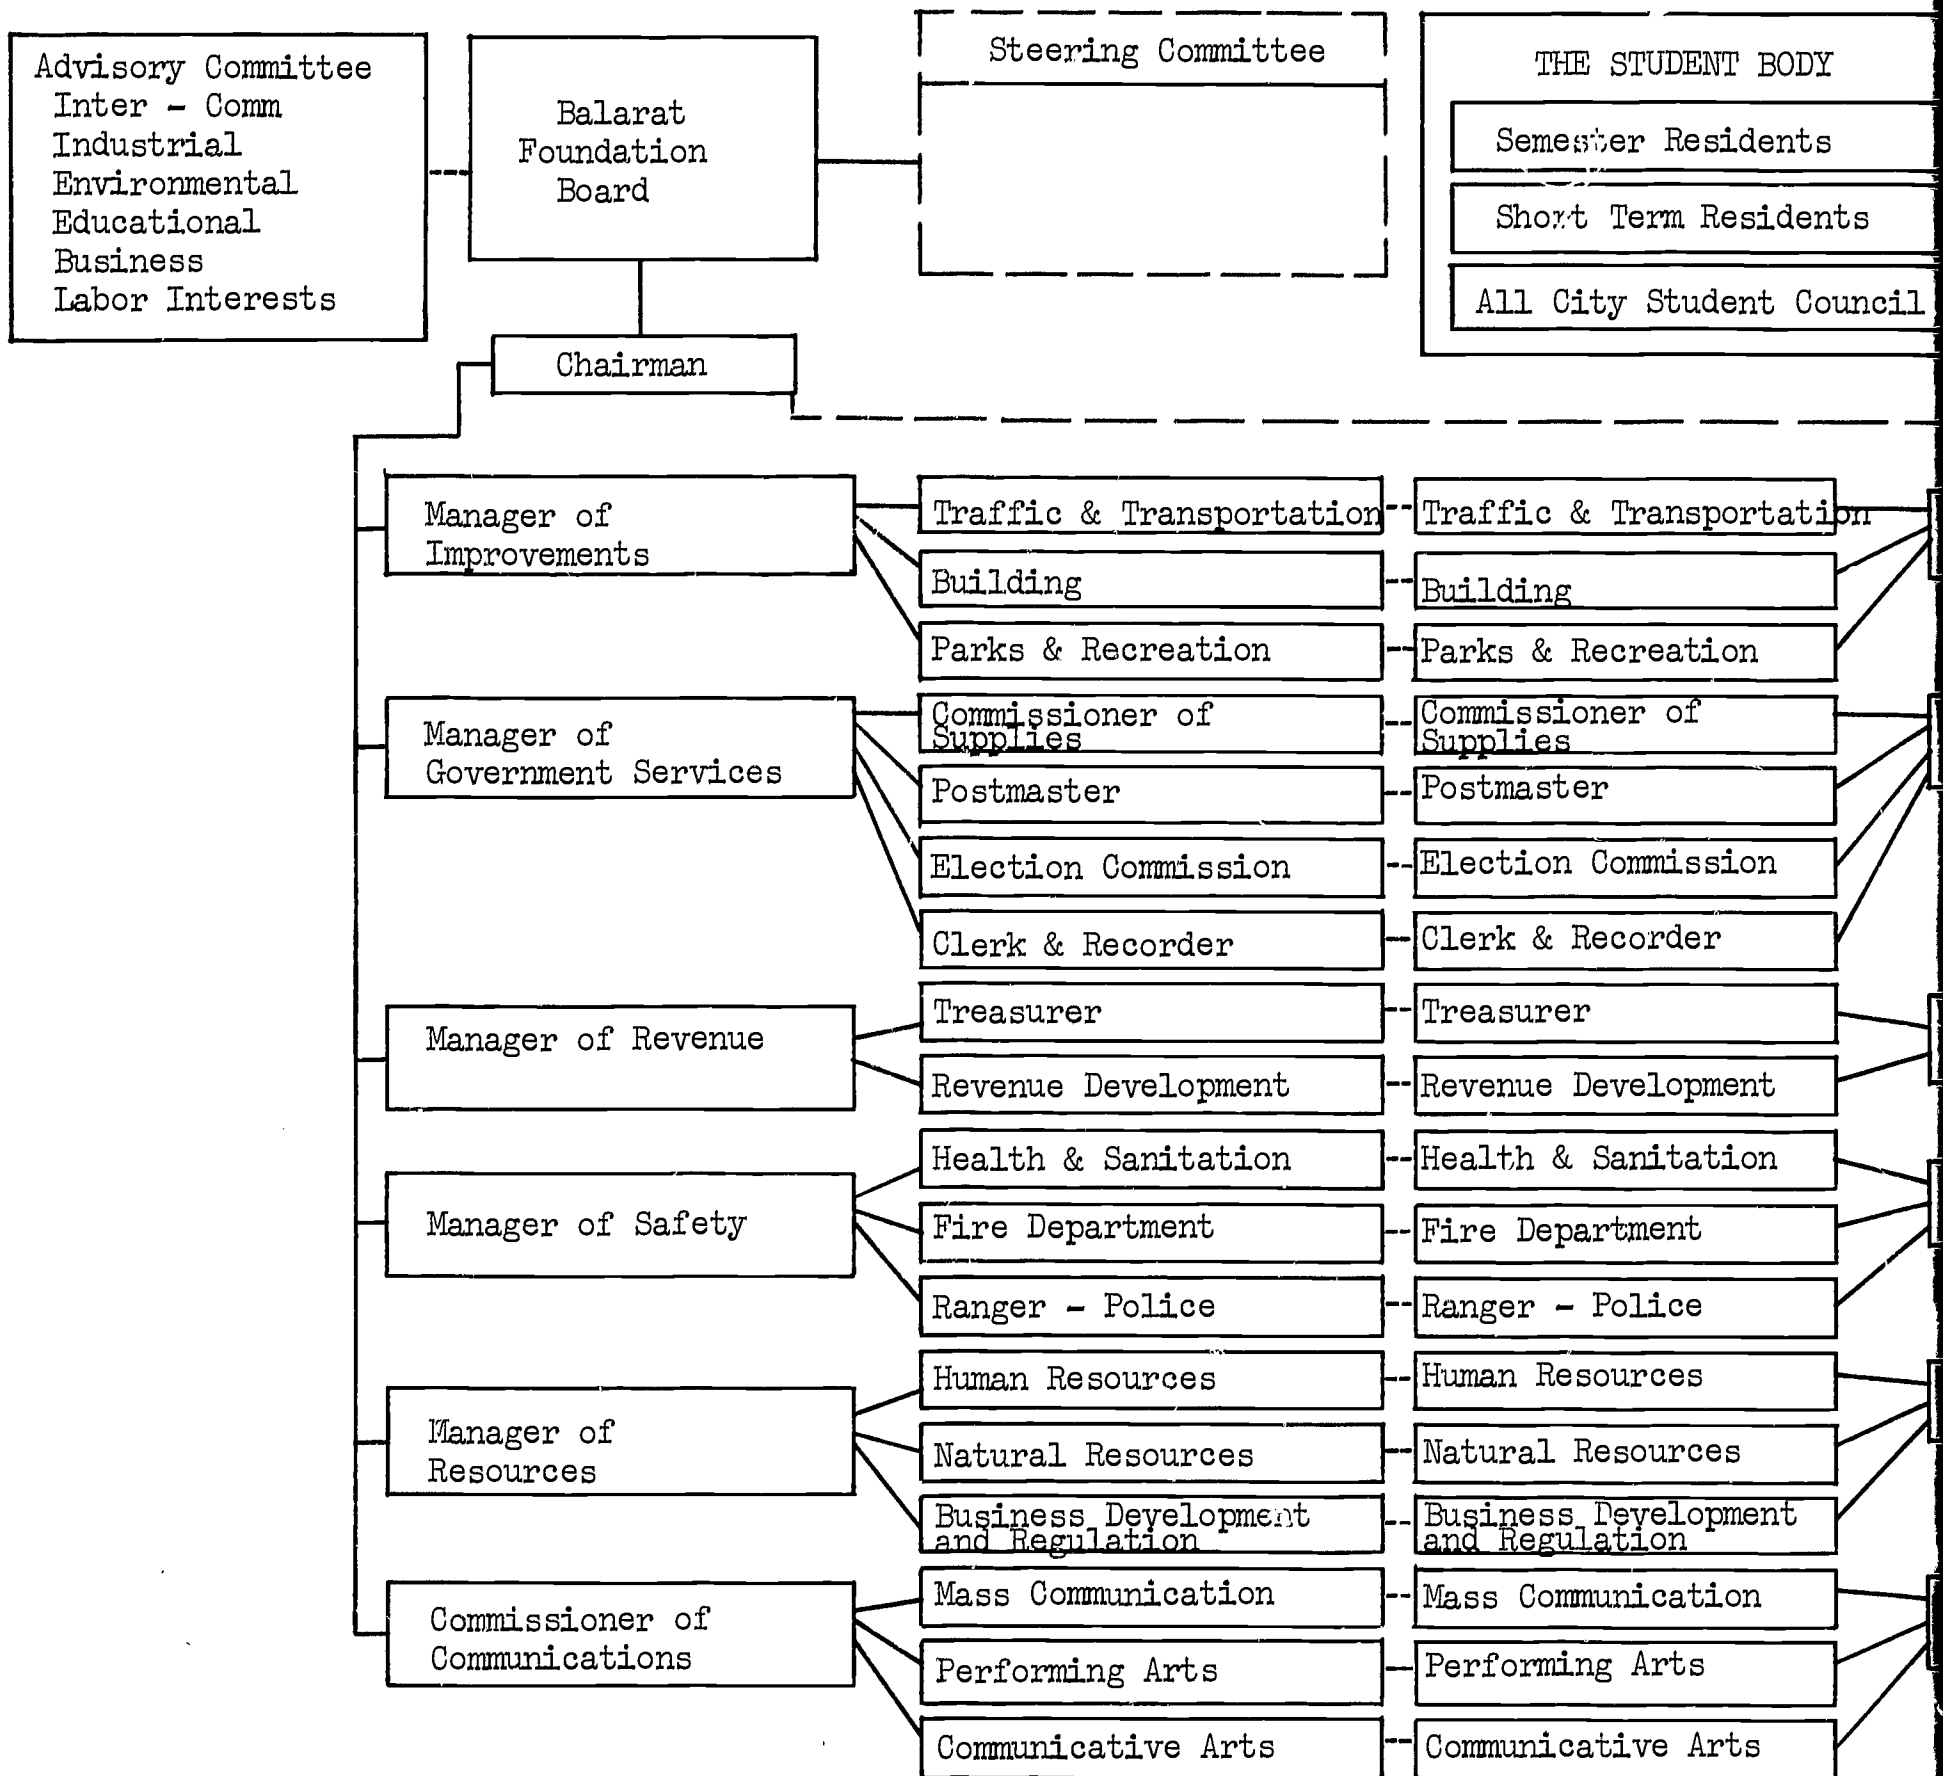 Advisory Committee
Inter - Comm
Industrial
Environmental
Educational
Business
Labor Interests
Balarat
Foundation
Board
Steering Committee
THE STUDENT BODY
Semester Residents
Short Term Residents
All City Student Council
Chairman
Manager of
Improvements
Traffic & Transportation
Traffic & Transportation
Building
Building
Parks & Recreation
Parks & Recreation
Manager of
Government Services
Commissioner of
Supplies
Commissioner of
Supplies
Postmaster
Postmaster
Election Commission
Election Commission
Clerk & Recorder
Clerk & Recorder
Manager of Revenue
Treasurer
Treasurer
Revenue Development
Revenue Development
Manager of Safety
Health & Sanitation
Health & Sanitation
Fire Department
Fire Department
Ranger - Police
Ranger - Police
Manager of
Resources
Human Resources
Human Resources
Natural Resources
Natural Resources
Business Development
and Regulation
Business Development
and Regulation
Commissioner of
Communications
Mass Communication
Mass Communication
Performing Arts
Performing Arts
Communicative Arts
Communicative Arts